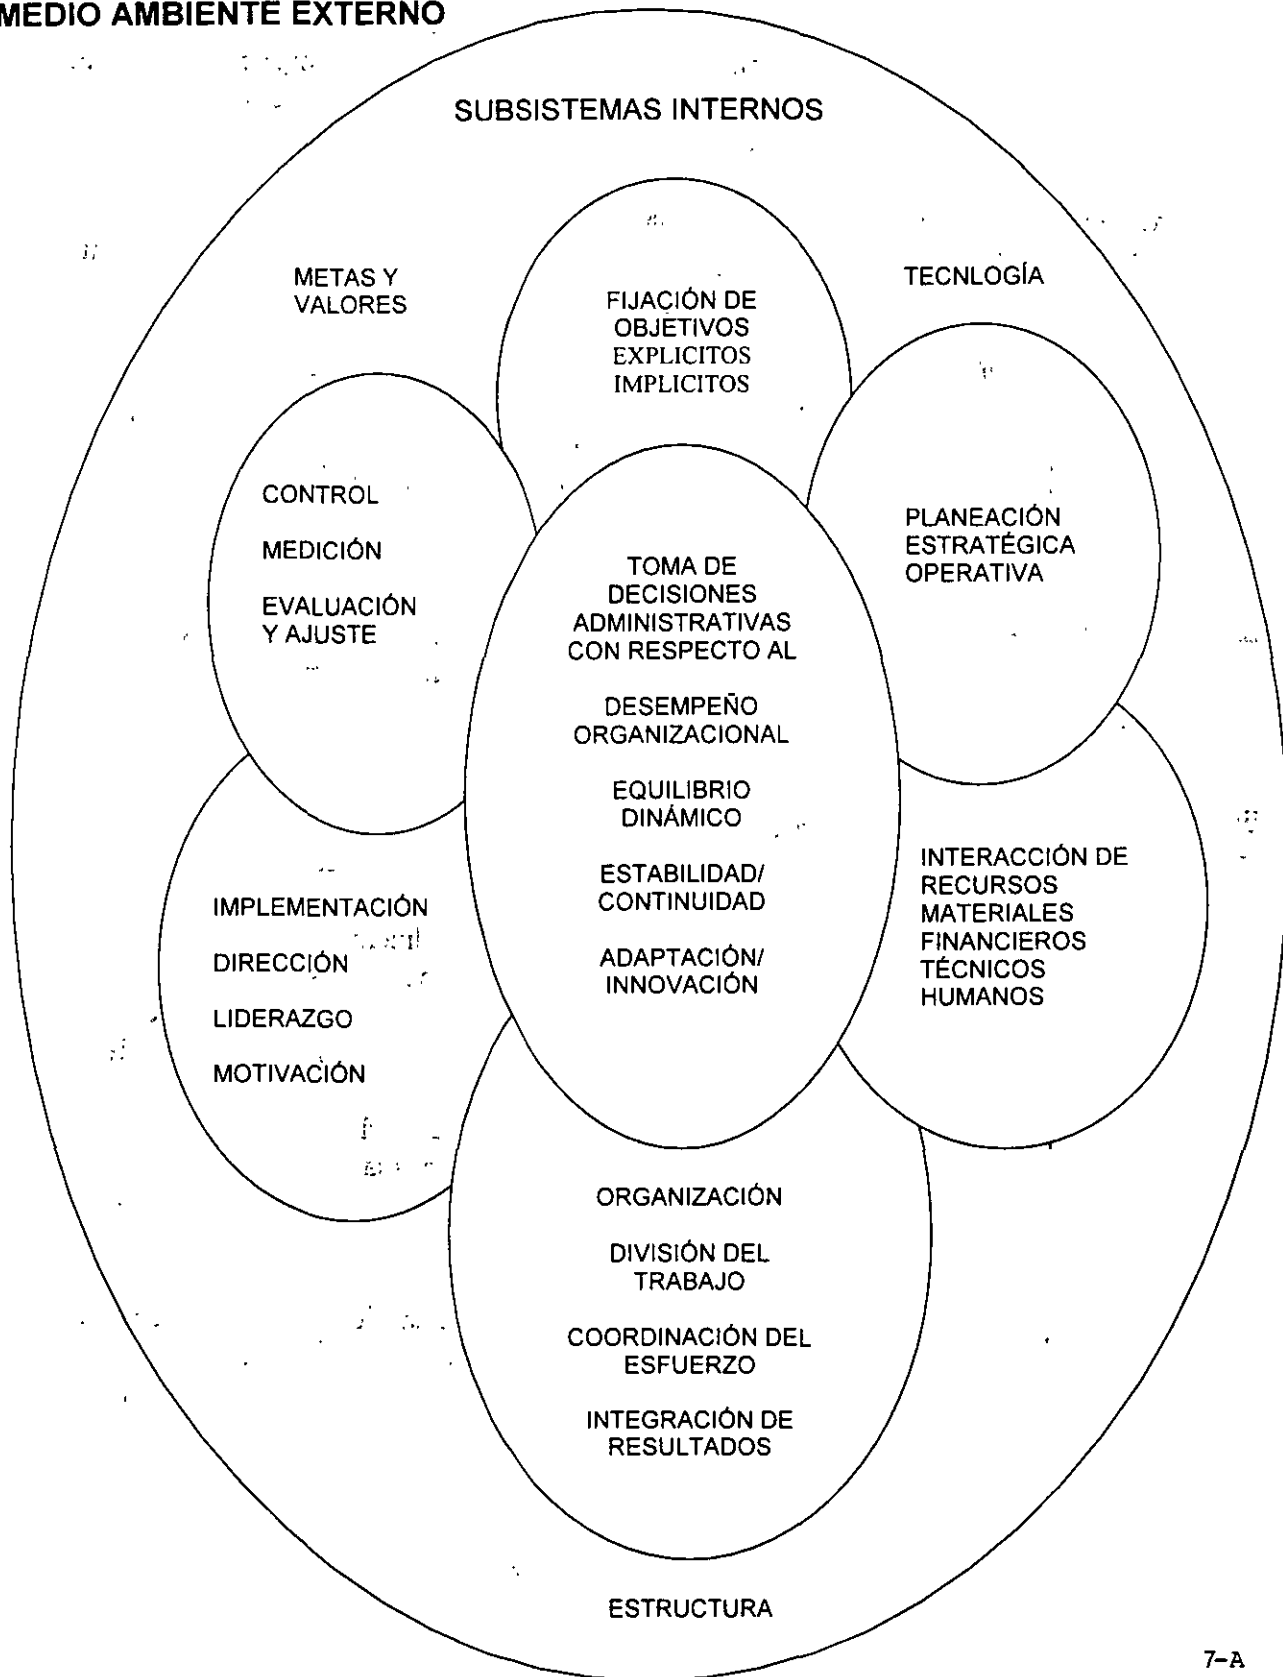 MEDIO AMBIENTE EXTERNO
SUBSISTEMAS INTERNOS
METAS Y
VALORES
FIJACIÓN DE
OBJETIVOS
EXPLICITOS
IMPLICITOS
TECNLOGÍA
CONTROL
MEDICIÓN
EVALUACIÓN
Y AJUSTE
TOMA DE
DECISIONES
ADMINISTRATIVAS
CON RESPECTO AL
DESEMPEÑO
ORGANIZACIONAL
EQUILIBRIO
DINÁMICO
ESTABILIDAD/
CONTINUIDAD
ADAPTACIÓN/
INNOVACIÓN
PLANEACIÓN
ESTRATÉGICA
OPERATIVA
IMPLEMENTACIÓN
DIRECCIÓN
LIDERAZGO
MOTIVACIÓN
INTERACCIÓN DE
RECURSOS
MATERIALES
FINANCIEROS
TÉCNICOS
HUMANOS
ORGANIZACIÓN
DIVISIÓN DEL
TRABAJO
COORDINACIÓN DEL
ESFUERZO
INTEGRACIÓN DE
RESULTADOS
ESTRUCTURA
7-A